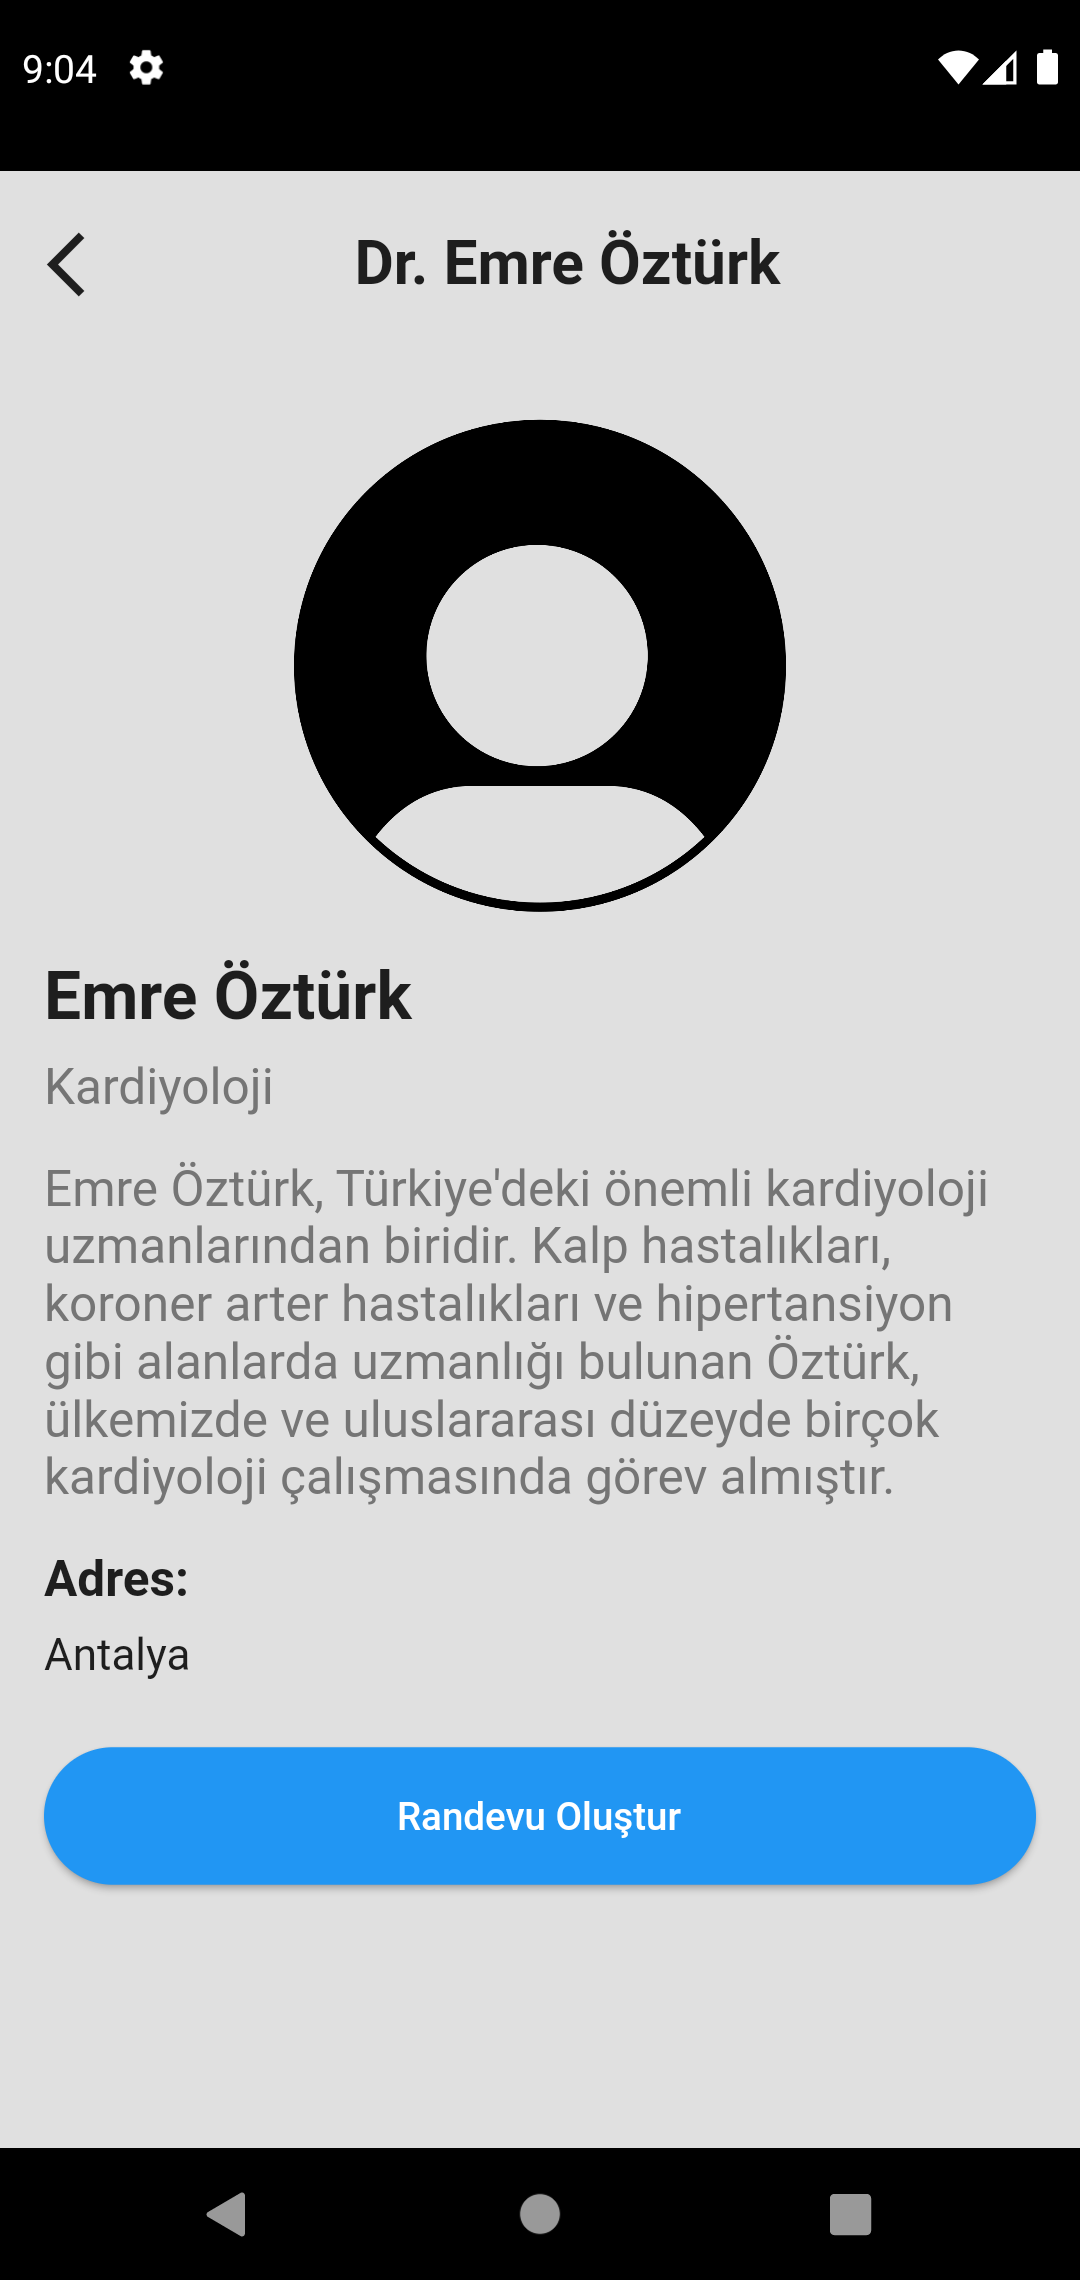 9:04
Dr. Emre Öztürk
Emre Öztürk
Kardiyoloji
Emre Öztürk, Türkiye'deki önemli kardiyoloji
uzmanlarından biridir. Kalp hastalıkları,
koroner arter hastalıkları ve hipertansiyon
gibi alanlarda uzmanlığı bulunan Öztürk,
ülkemizde ve uluslararası düzeyde birçok
kardiyoloji çalışmasında görev almıştır.
Adres:
Antalya
Randevu Oluştur